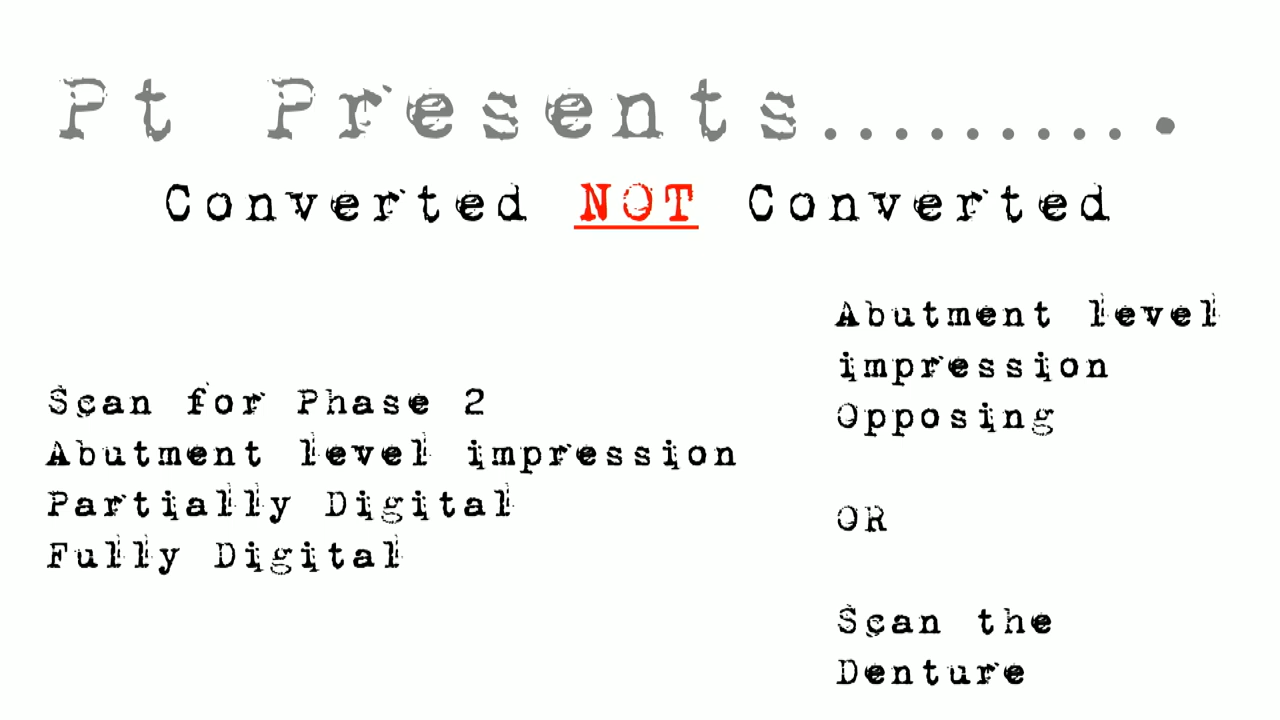 Pt Presents..........
Converted NOT Converted
Scan for Phase 2
Abutment level impression
Partially Digital
Fully Digital
Abutment level
impression
Opposing
OR
Scan the
Denture